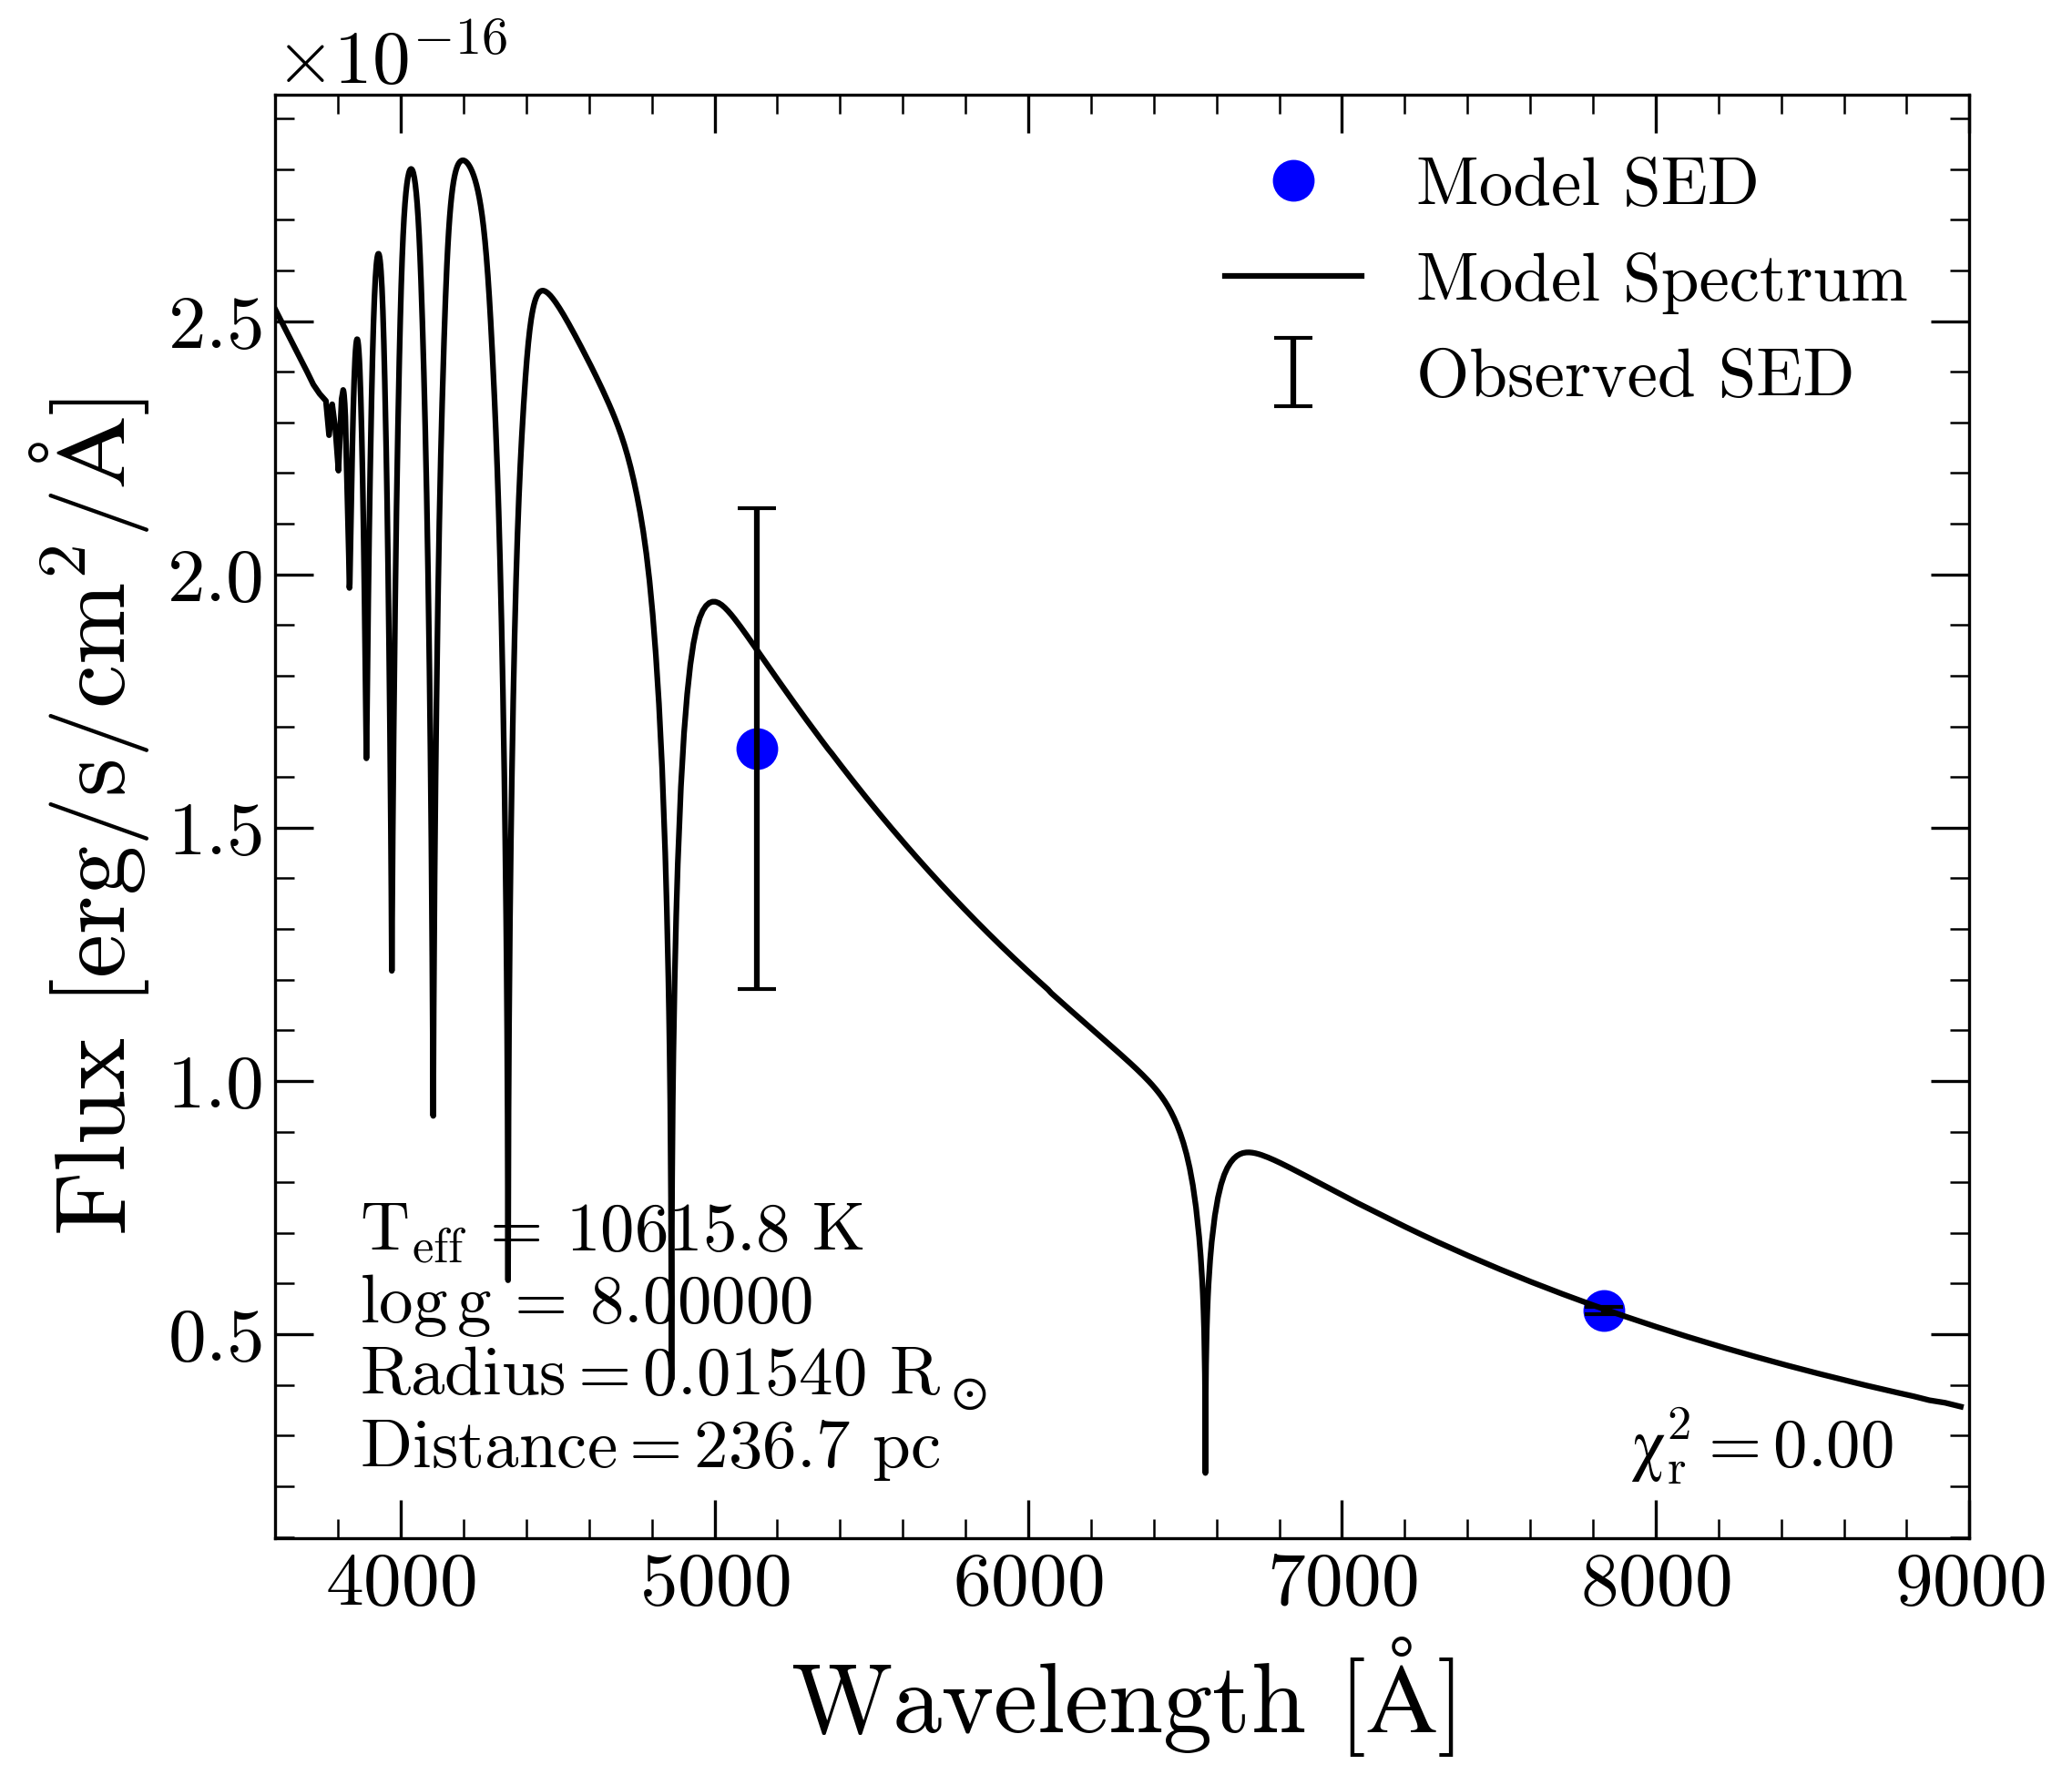 ×10⁻¹⁶
Model SED
Model Spectrum
Observed SED
Flux [erg/s/cm²/Å]
2.5
2.0
1.5
1.0
0.5
T_eff = 10615.8 K
log g = 8.00000
Radius = 0.01540 R_⊙
Distance = 236.7 pc
χ²_r = 0.00
4000 5000 6000 7000 8000 9000
Wavelength [Å]